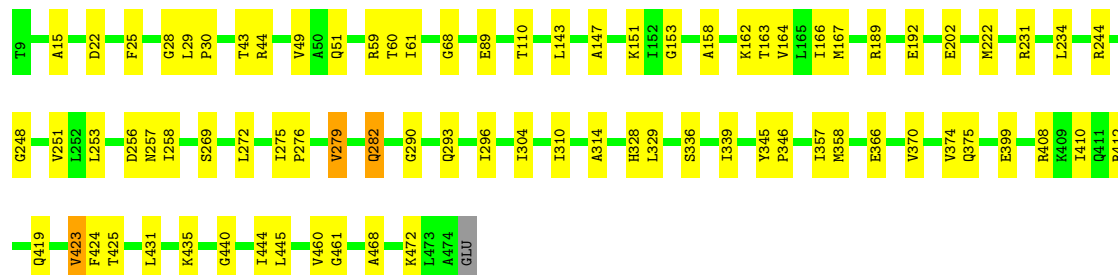 T9 A15 D22 F25 G28 L29 P30 T43 R44 V49 A50 Q51 R59 T60 I61 G68 E89 T110 L143 A147 K151 I152 G153 A158 K162 T163 V164 L165 I166 M167 R189 E192 E202 M222 R231 L234 R244
G248 V251 L252 L253 D256 N257 I258 S269 L272 I275 P276 V279 Q282 G290 Q293 I296 I304 I310 A314 H328 L329 S336 I339 Y345 P346 I357 M358 E366 V370 V374 Q375 E399 R408 K409 I410 Q411
Q419 V423 F424 T425 L431 K435 G440 I444 L445 V460 G461 A468 K472 L473 A474 GLU